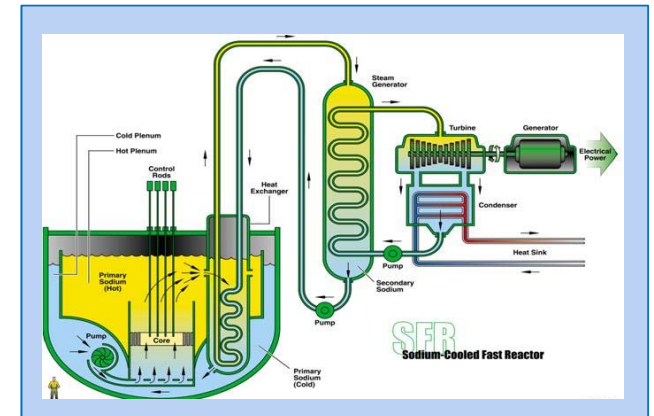 Steam
Generator
Turbine
Generator
Electrical
Power
Cold Plenum
Hot Plenum
Control
Rods
Heat
Exchanger
Condenser
Heat Sink
Pump
Secondary
Sodium
Pump
Primary
Sodium
(Hot)
Pump
Core
Primary
Sodium
(Cold)
SFR
Sodium-Cooled Fast Reactor